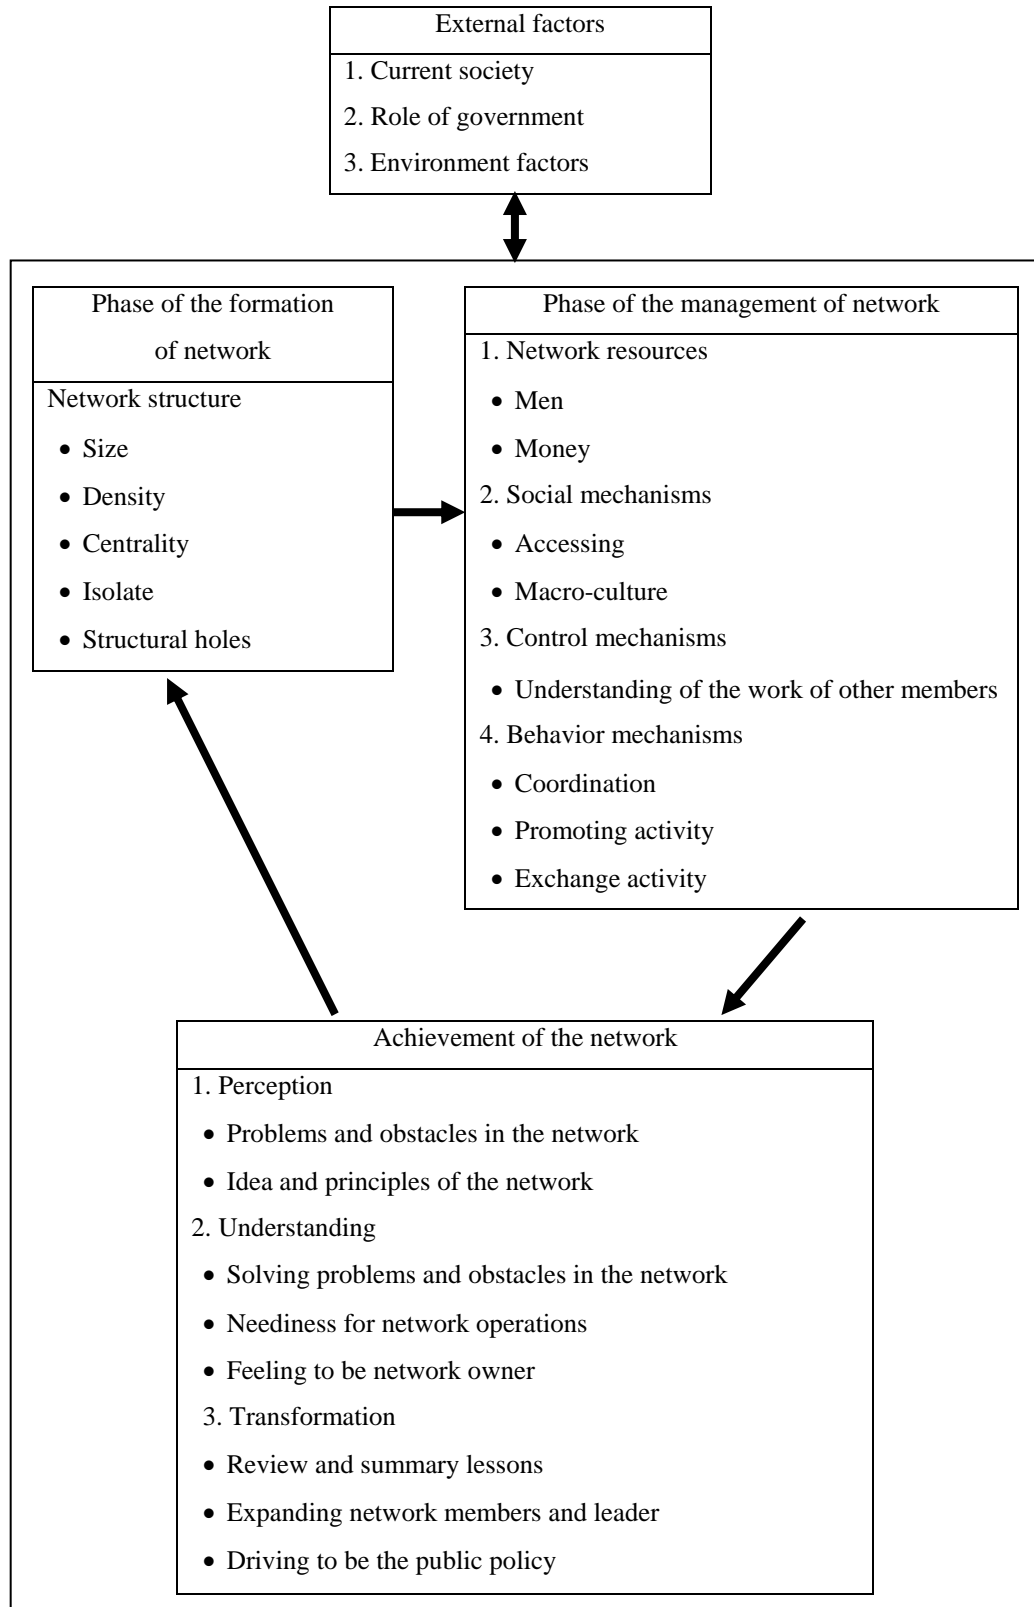 External factors
1. Current society
2. Role of government
3. Environment factors
Phase of the formation
of network
Network structure
• Size
• Density
• Centrality
• Isolate
• Structural holes
Phase of the management of network
1. Network resources
• Men
• Money
2. Social mechanisms
• Accessing
• Macro-culture
3. Control mechanisms
• Understanding of the work of other members
4. Behavior mechanisms
• Coordination
• Promoting activity
• Exchange activity
Achievement of the network
1. Perception
• Problems and obstacles in the network
• Idea and principles of the network
2. Understanding
• Solving problems and obstacles in the network
• Neediness for network operations
• Feeling to be network owner
3. Transformation
• Review and summary lessons
• Expanding network members and leader
• Driving to be the public policy